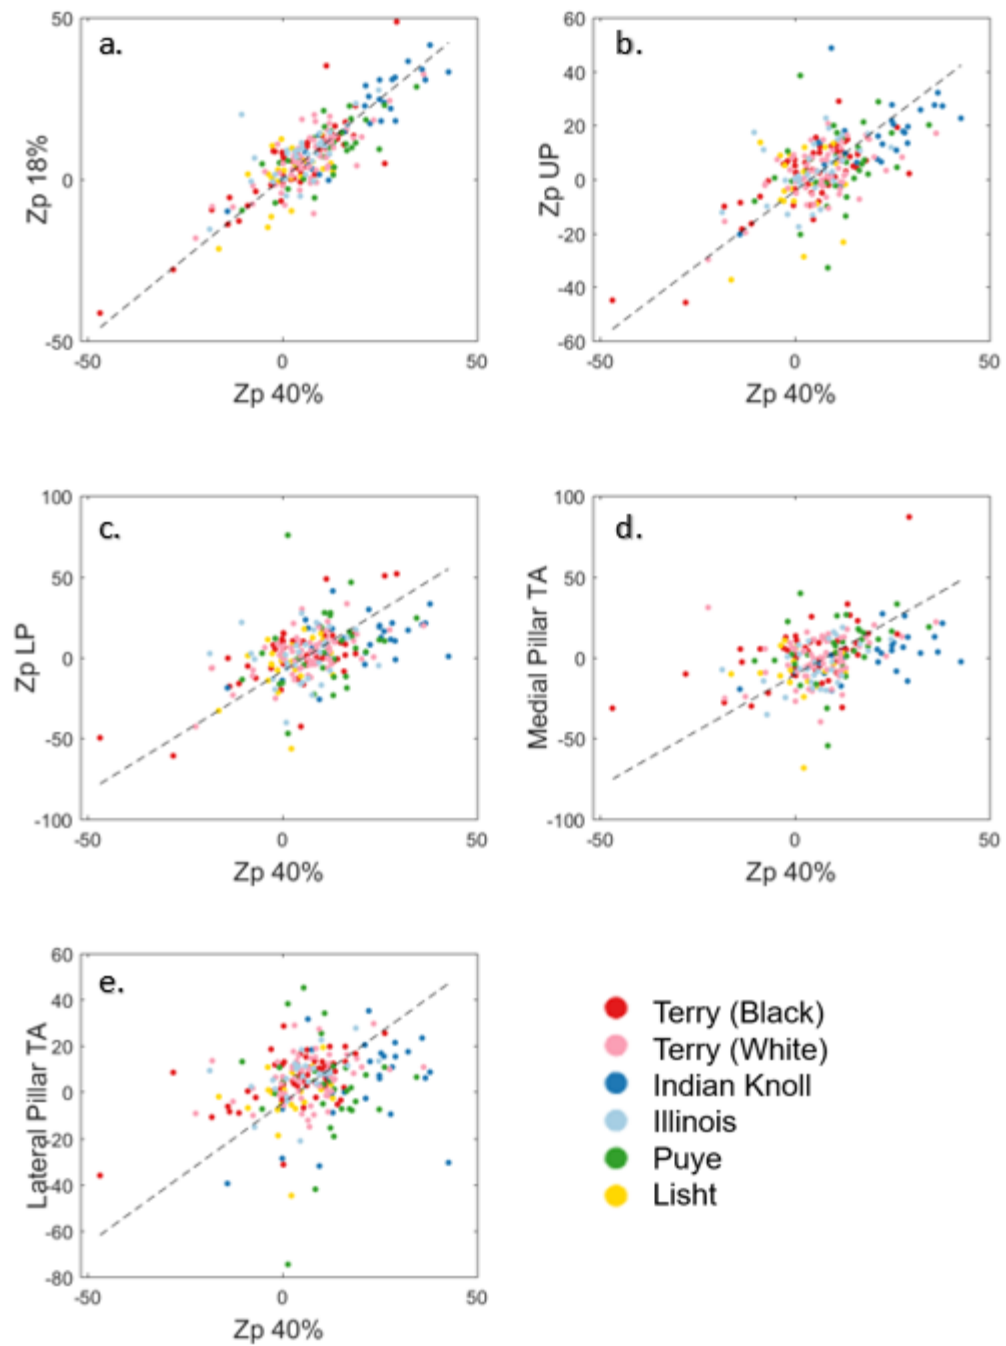 a.
50
0
-50
Zp 18%
-50 0 50
Zp 40%
b.
60
40
20
0
-20
-40
-60
Zp UP
-50 0 50
Zp 40%
c.
100
50
0
-50
-100
Zp LP
-50 0 50
Zp 40%
d.
100
50
0
-50
-100
Medial Pillar TA
-50 0 50
Zp 40%
e.
60
40
20
0
-20
-40
-60
-80
Lateral Pillar TA
-50 0 50
Zp 40%
Terry (Black)
Terry (White)
Indian Knoll
Illinois
Puye
Lisht